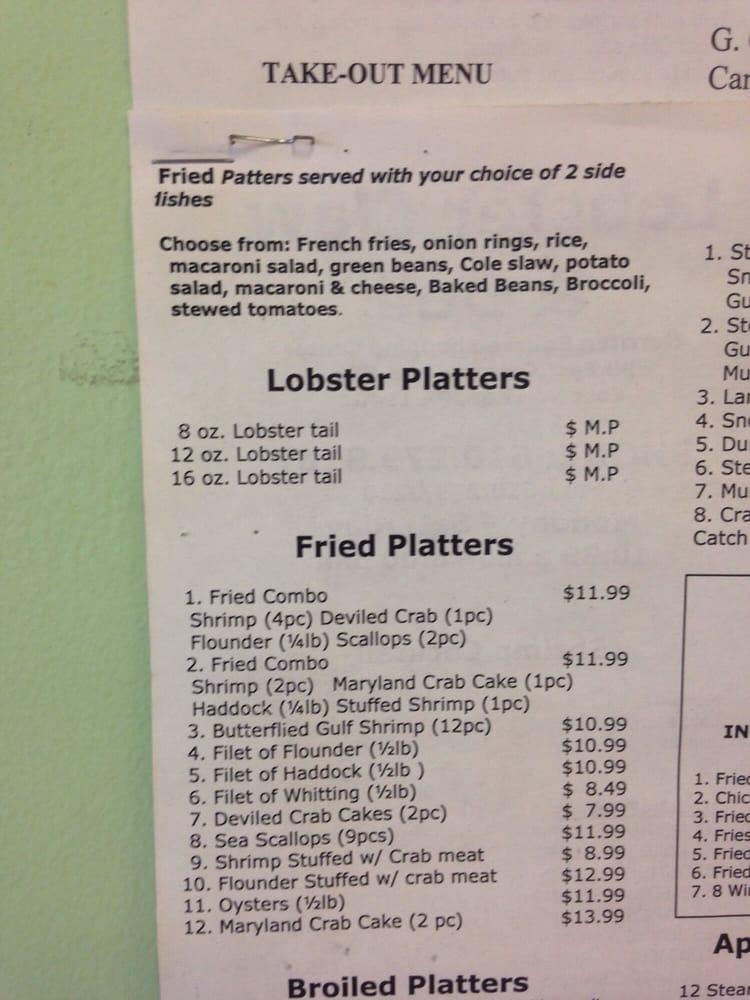 TAKE-OUT MENU
G.
Car
Fried Patters served with your choice of 2 side
fishes
Choose from: French fries, onion rings, rice,
macaroni salad, green beans, Cole slaw, potato
salad, macaroni & cheese, Baked Beans, Broccoli,
stewed tomatoes.
Lobster Platters
8 oz. Lobster tail $ M.P
12 oz. Lobster tail $ M.P
16 oz. Lobster tail $ M.P
Fried Platters
1. Fried Combo $11.99
Shrimp (4pc) Deviled Crab (1pc)
Flounder (¼lb) Scallops (2pc)
2. Fried Combo $11.99
Shrimp (2pc) Maryland Crab Cake (1pc)
Haddock (¼lb) Stuffed Shrimp (1pc)
3. Butterflied Gulf Shrimp (12pc) $10.99
4. Filet of Flounder (½lb) $10.99
5. Filet of Haddock (½lb ) $10.99
6. Filet of Whitting (½lb) $ 8.49
7. Deviled Crab Cakes (2pc) $ 7.99
8. Sea Scallops (9pcs) $11.99
9. Shrimp Stuffed w/ Crab meat $ 8.99
10. Flounder Stuffed w/ crab meat $12.99
11. Oysters (½lb) $11.99
12. Maryland Crab Cake (2 pc) $13.99
Broiled Platters
1. St
Sn
Gu
2. Ste
Gu
Mu
3. Lar
4. Sno
5. Du
6. Ste
7. Mu
8. Cra
Catch
IN
1. Fried
2. Chic
3. Fried
4. Fries
5. Fried
6. Fried
7. 8 Wi
Ap
12 Stea